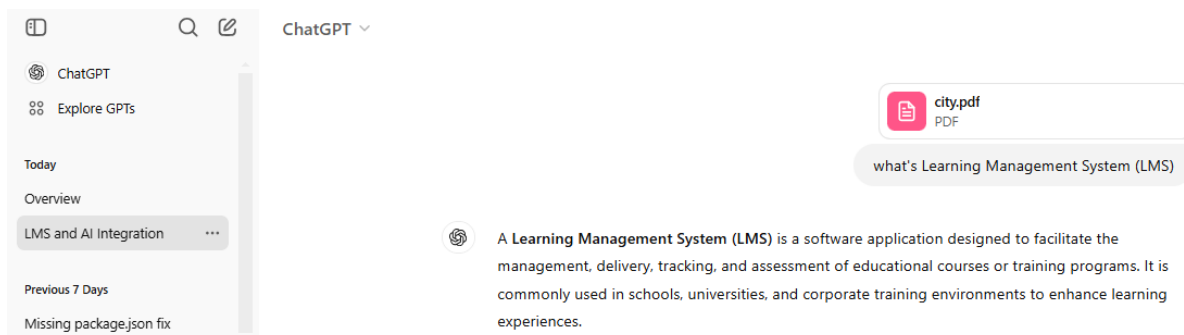 ChatGPT
ChatGPT
Explore GPTs
Today
Overview
LMS and AI Integration
Previous 7 Days
Missing package.json fix
city.pdf
PDF
what's Learning Management System (LMS)
A Learning Management System (LMS) is a software application designed to facilitate the
management, delivery, tracking, and assessment of educational courses or training programs. It is
commonly used in schools, universities, and corporate training environments to enhance learning
experiences.